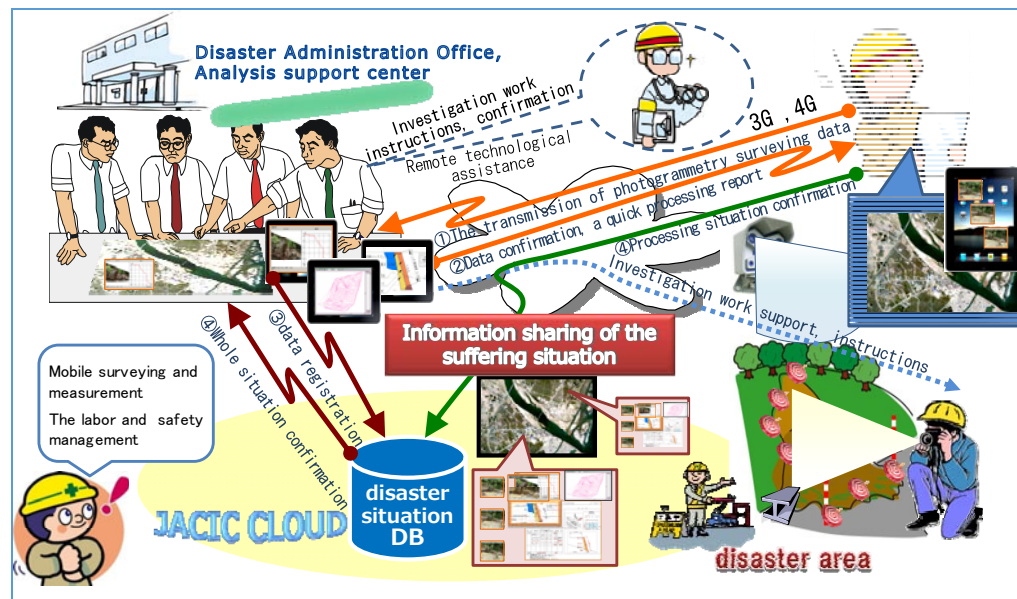 Disaster Administration Office,
Analysis support center
Investigation work
instructions, confirmation
Remote technological
assistance
3G ，4G
①The transmission of photogrammetry surveying data
②Data confirmation, a quick processing report
④Processing situation confirmation
Investigation work support, instructions
Information sharing of the
suffering situation
③data registration
④Whole situation confirmation
Mobile surveying and
measurement
The labor and safety
management
disaster
situation
DB
JACIC CLOUD
disaster area